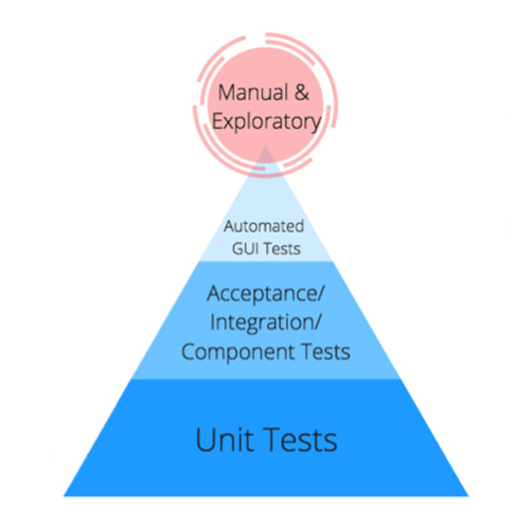 Manual &
Exploratory
Automated
GUI Tests
Acceptance/
Integration/
Component Tests
Unit Tests